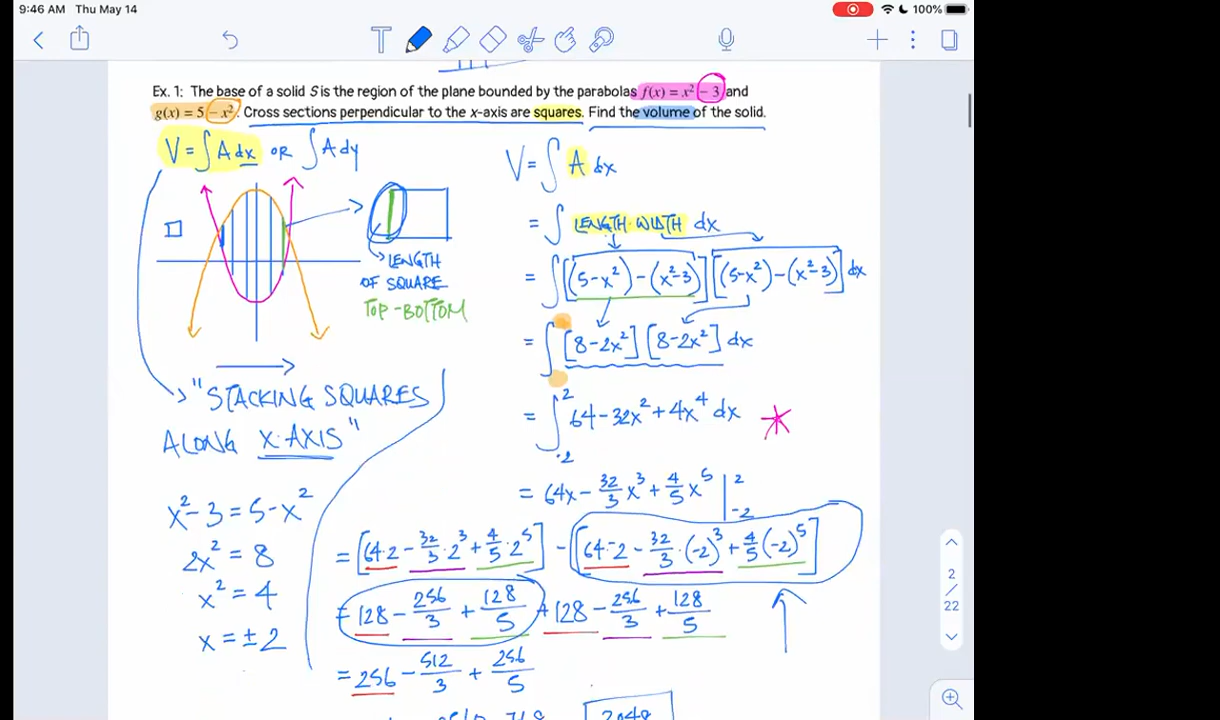 9:46 AM Thu May 14
100%
Ex. 1: The base of a solid S is the region of the plane bounded by the parabolas f(x) = x² − 3 and
g(x) = 5 − x². Cross sections perpendicular to the x-axis are squares. Find the volume of the solid.
V = ∫ A dx OR ∫ A dy
LENGTH
OF SQUARE
TOP - BOTTOM
"STACKING SQUARES
ALONG X-AXIS"
x² - 3 = 5 - x²
2x² = 8
x² = 4
x = ±2
V = ∫ A dx
= ∫ LENGTH · WIDTH dx
= ∫ [(5-x²) - (x²-3)] [(5-x²) - (x²-3)] dx
= ∫ [8-2x²] [8-2x²] dx
= ∫₋₂² 64 - 32x² + 4x⁴ dx *
= 64x - 32/3 x³ + 4/5 x⁵ |₋₂²
= [64·2 - 32/3·2³ + 4/5·2⁵] - [64·-2 - 32/3·(-2)³ + 4/5(-2)⁵]
= 128 - 256/3 + 128/5 + 128 - 256/3 + 128/5
= 256 - 512/3 + 256/5
2048
2
/
22